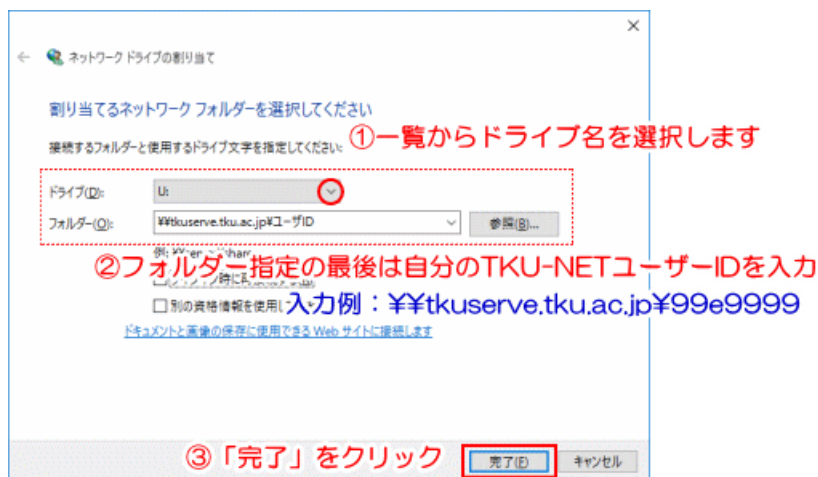 ネットワーク ドライブの割り当て
割り当てるネットワーク フォルダーを選択してください
①一覧からドライブ名を選択します
接続するフォルダーと使用するドライブ文字を指定してください:
ドライブ(D):
U:
フォルダー(O):
¥¥tkuserve.tku.ac.jp¥ユーザID
参照(B)...
②フォルダー指定の最後は自分のTKU-NETユーザーIDを入力
入力例：¥¥tkuserve.tku.ac.jp¥99e9999
別の資格情報を使用し
ドキュメントと画像の保存に使用できる Web サイトに接続します
③「完了」をクリック
完了(F)
キャンセル